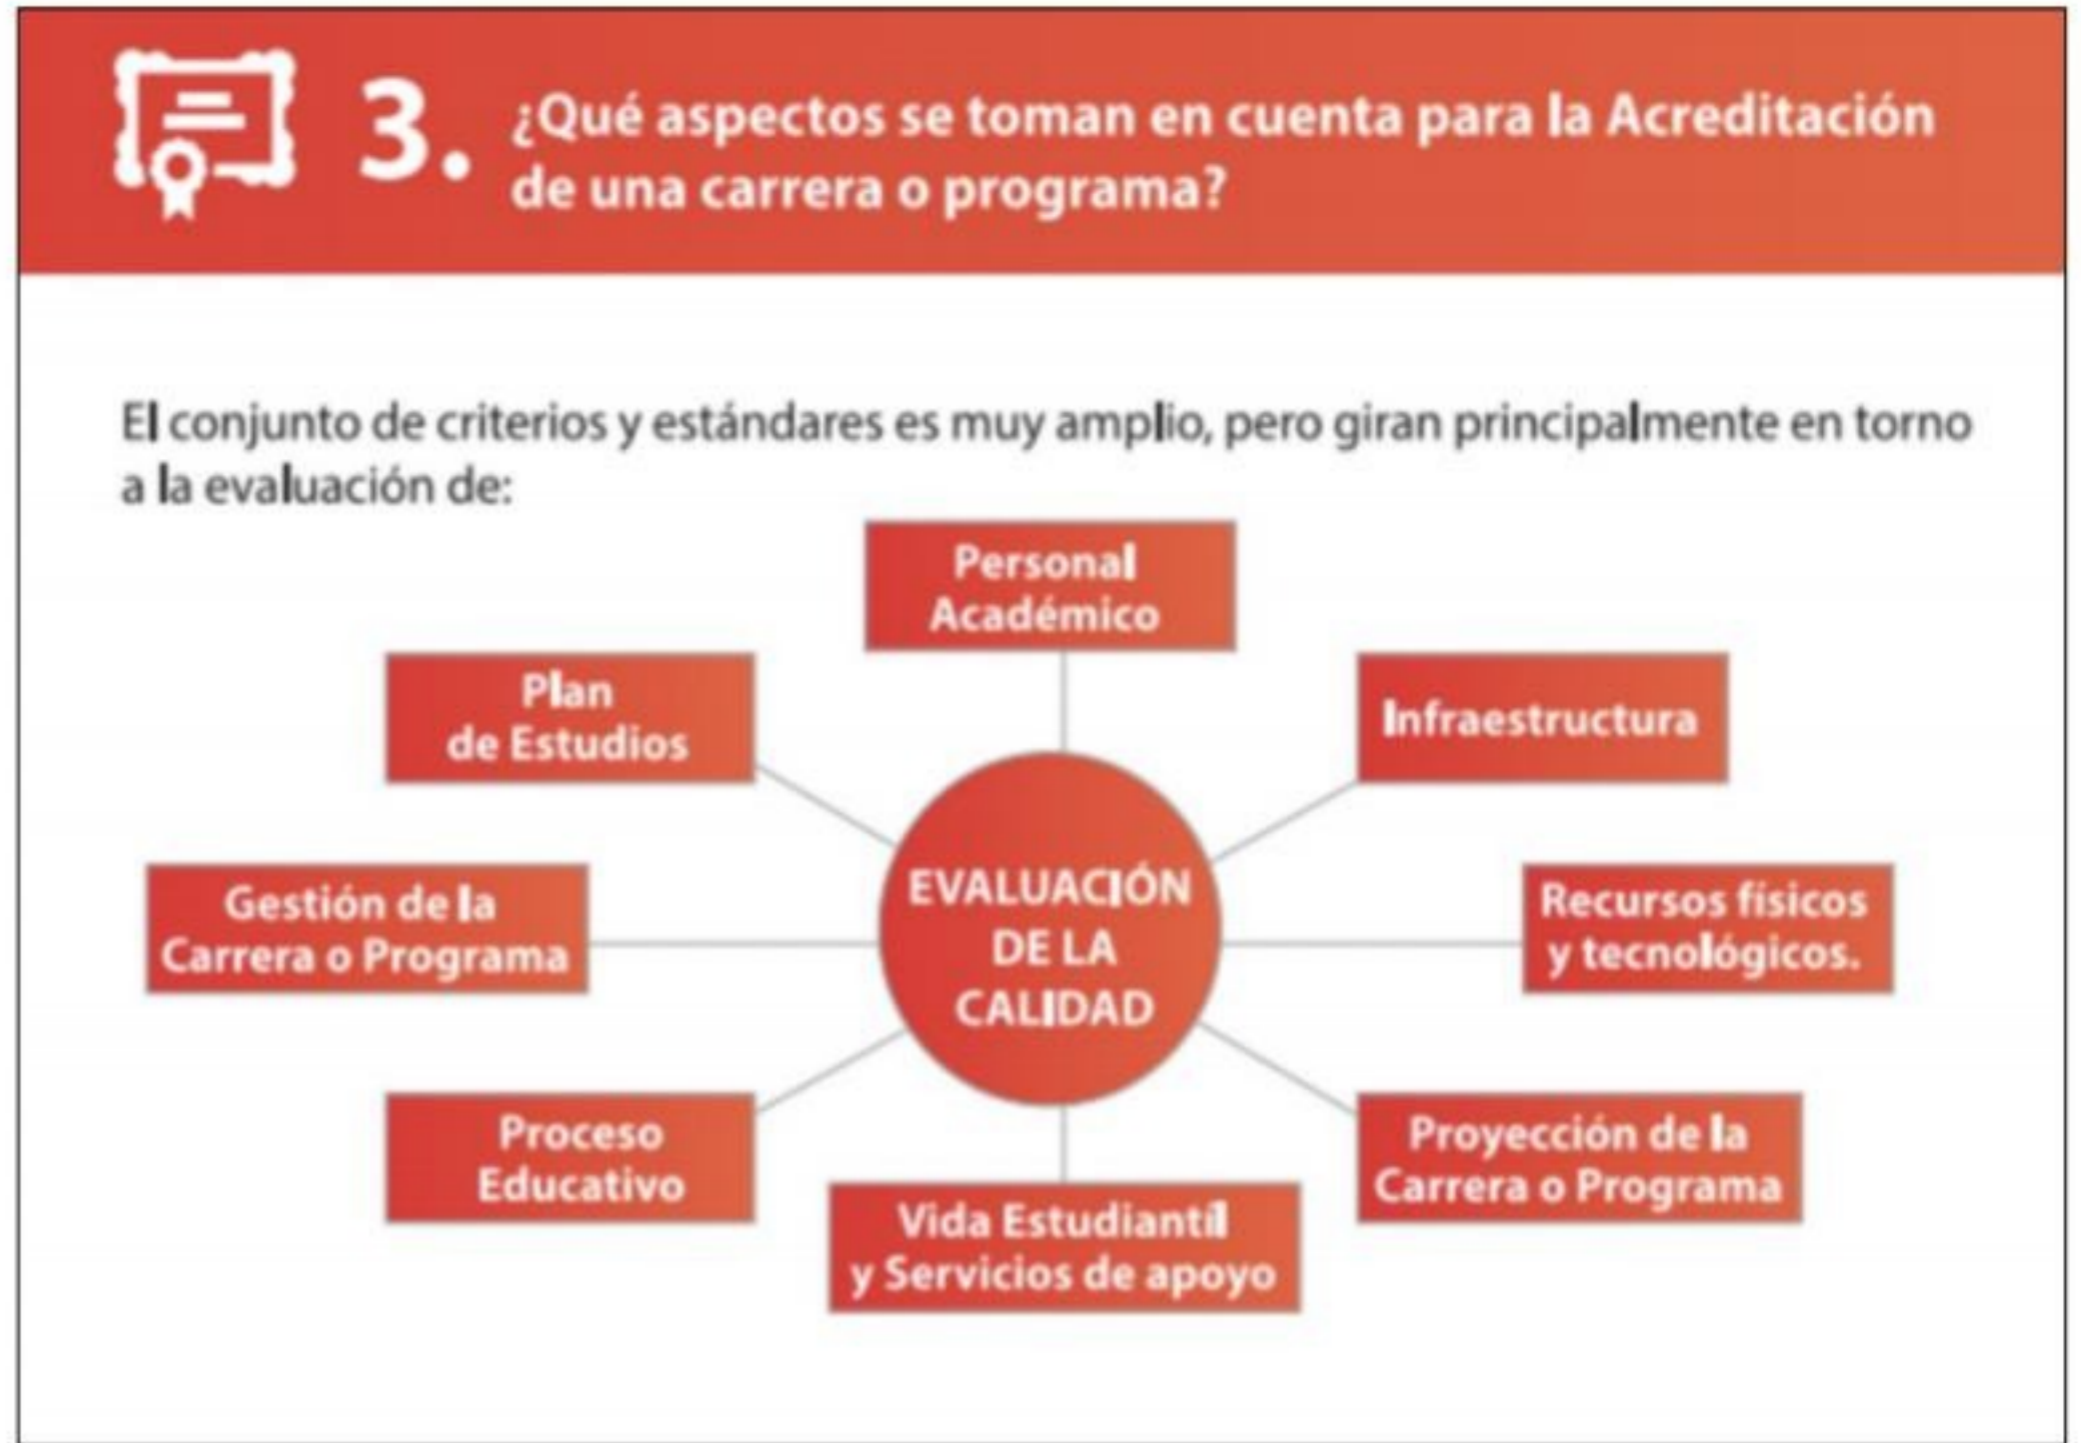 3.
¿Qué aspectos se toman en cuenta para la Acreditación
de una carrera o programa?
El conjunto de criterios y estándares es muy amplio, pero giran principalmente en torno
a la evaluación de:
Personal
Académico
Plan
de Estudios
Infraestructura
Gestión de la
Carrera o Programa
EVALUACIÓN
DE LA
CALIDAD
Recursos físicos
y tecnológicos.
Proceso
Educativo
Proyección de la
Carrera o Programa
Vida Estudiantil
y Servicios de apoyo